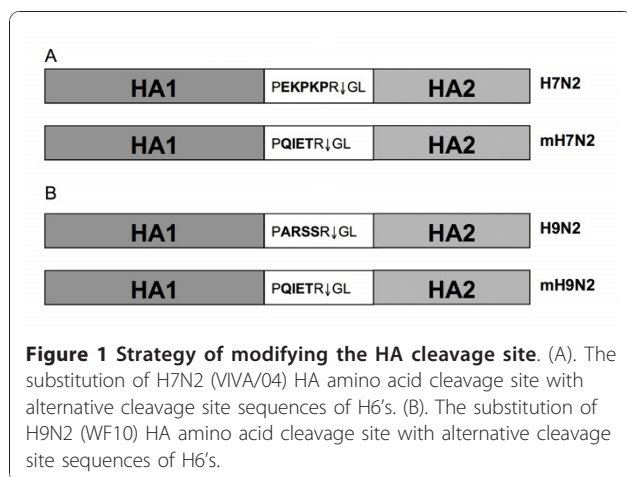 A
HA1 PEKPKPR↓GL HA2 H7N2
HA1 PQIETR↓GL HA2 mH7N2
B
HA1 PARSSR↓GL HA2 H9N2
HA1 PQIETR↓GL HA2 mH9N2
Figure 1 Strategy of modifying the HA cleavage site. (A). The
substitution of H7N2 (VIVA/04) HA amino acid cleavage site with
alternative cleavage site sequences of H6's. (B). The substitution of
H9N2 (WF10) HA amino acid cleavage site with alternative cleavage
site sequences of H6's.